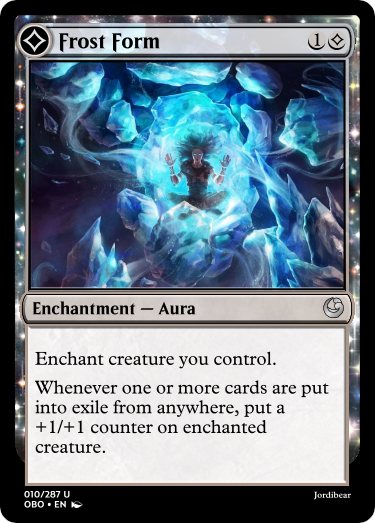 Frost Form
1
Enchantment — Aura
Enchant creature you control.
Whenever one or more cards are put
into exile from anywhere, put a
+1/+1 counter on enchanted
creature.
010/287 U
OBO • EN
Jordibear